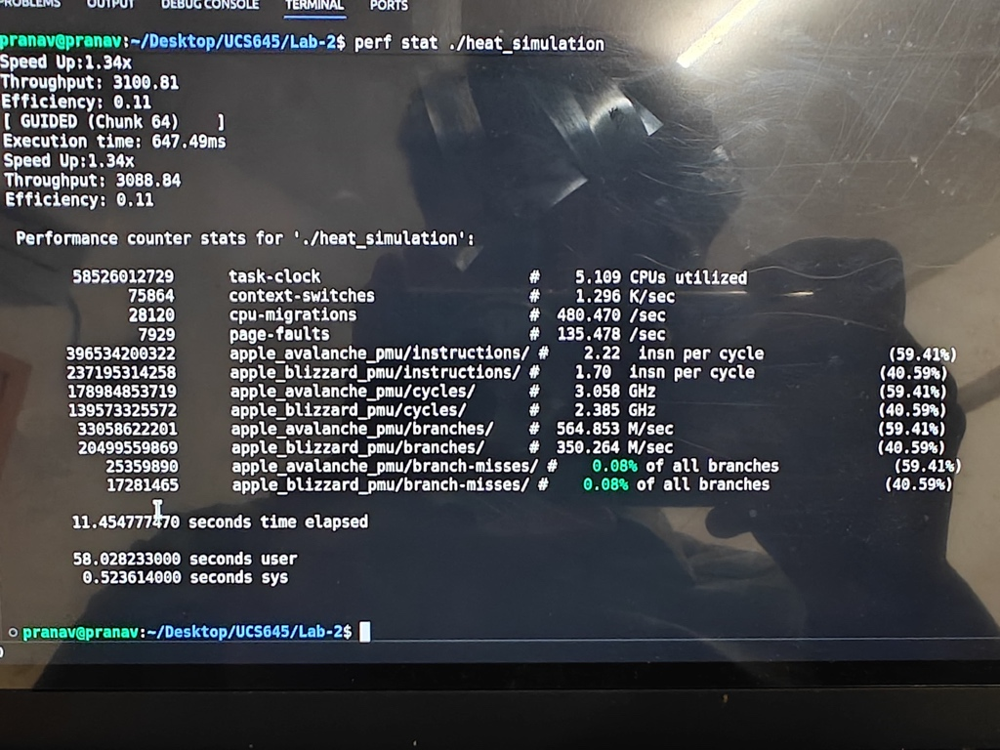 PROBLEMS OUTPUT DEBUG CONSOLE TERMINAL PORTS
pranav@pranav:~/Desktop/UCS645/Lab-2$ perf stat ./heat_simulation
Speed Up:1.34x
Throughput: 3100.81
Efficiency: 0.11
[ GUIDED (Chunk 64) ]
Execution time: 647.49ms
Speed Up:1.34x
Throughput: 3088.84
Efficiency: 0.11
Performance counter stats for './heat_simulation':
58526012729 task-clock # 5.109 CPUs utilized
75864 context-switches # 1.296 K/sec
28120 cpu-migrations # 480.470 /sec
7929 page-faults # 135.478 /sec
396534200322 apple_avalanche_pmu/instructions/ # 2.22 insn per cycle (59.41%)
237195314258 apple_blizzard_pmu/instructions/ # 1.70 insn per cycle (40.59%)
178984853719 apple_avalanche_pmu/cycles/ # 3.058 GHz (59.41%)
139573325572 apple_blizzard_pmu/cycles/ # 2.385 GHz (40.59%)
33058622201 apple_avalanche_pmu/branches/ # 564.853 M/sec (59.41%)
20499559869 apple_blizzard_pmu/branches/ # 350.264 M/sec (40.59%)
25359890 apple_avalanche_pmu/branch-misses/ # 0.08% of all branches (59.41%)
17281465 apple_blizzard_pmu/branch-misses/ # 0.08% of all branches (40.59%)
11.454777470 seconds time elapsed
58.028233000 seconds user
0.523614000 seconds sys
pranav@pranav:~/Desktop/UCS645/Lab-2$